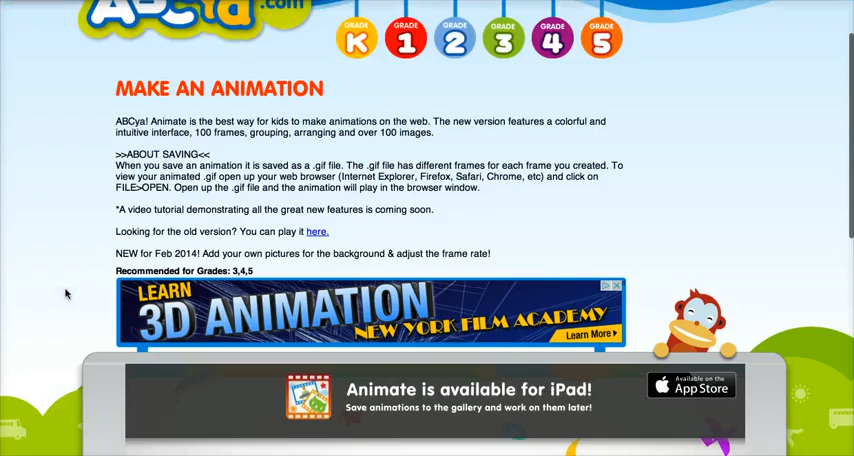 ABCya.com
GRADE K GRADE 1 GRADE 2 GRADE 3 GRADE 4 GRADE 5
MAKE AN ANIMATION
ABCya! Animate is the best way for kids to make animations on the web. The new version features a colorful and
intuitive interface, 100 frames, grouping, arranging and over 100 images.
>>ABOUT SAVING<<
When you save an animation it is saved as a .gif file. The .gif file has different frames for each frame you created. To
view your animated .gif open up your web browser (Internet Explorer, Firefox, Safari, Chrome, etc) and click on
FILE>OPEN. Open up the .gif file and the animation will play in the browser window.
*A video tutorial demonstrating all the great new features is coming soon.
Looking for the old version? You can play it here.
NEW for Feb 2014! Add your own pictures for the background & adjust the frame rate!
Recommended for Grades: 3,4,5
LEARN
3D ANIMATION
NEW YORK FILM ACADEMY
Learn More
Animate is available for iPad!
Save animations to the gallery and work on them later!
Available on the
App Store